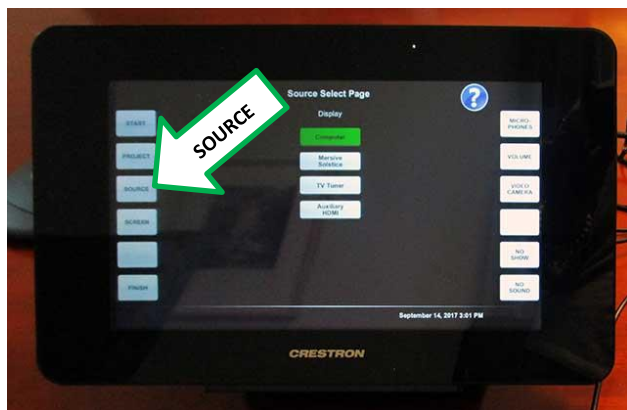 Source Select Page
?
Display
START
PROJECT
SOURCE
SCREEN
FINISH
SOURCE
Computer
Mersive
Solstice
TV Tuner
Auxiliary
HDMI
MICRO-
PHONES
VOLUME
VIDEO
CAMERA
NO
SHOW
NO
SOUND
September 14, 2017 3:01 PM
CRESTRON